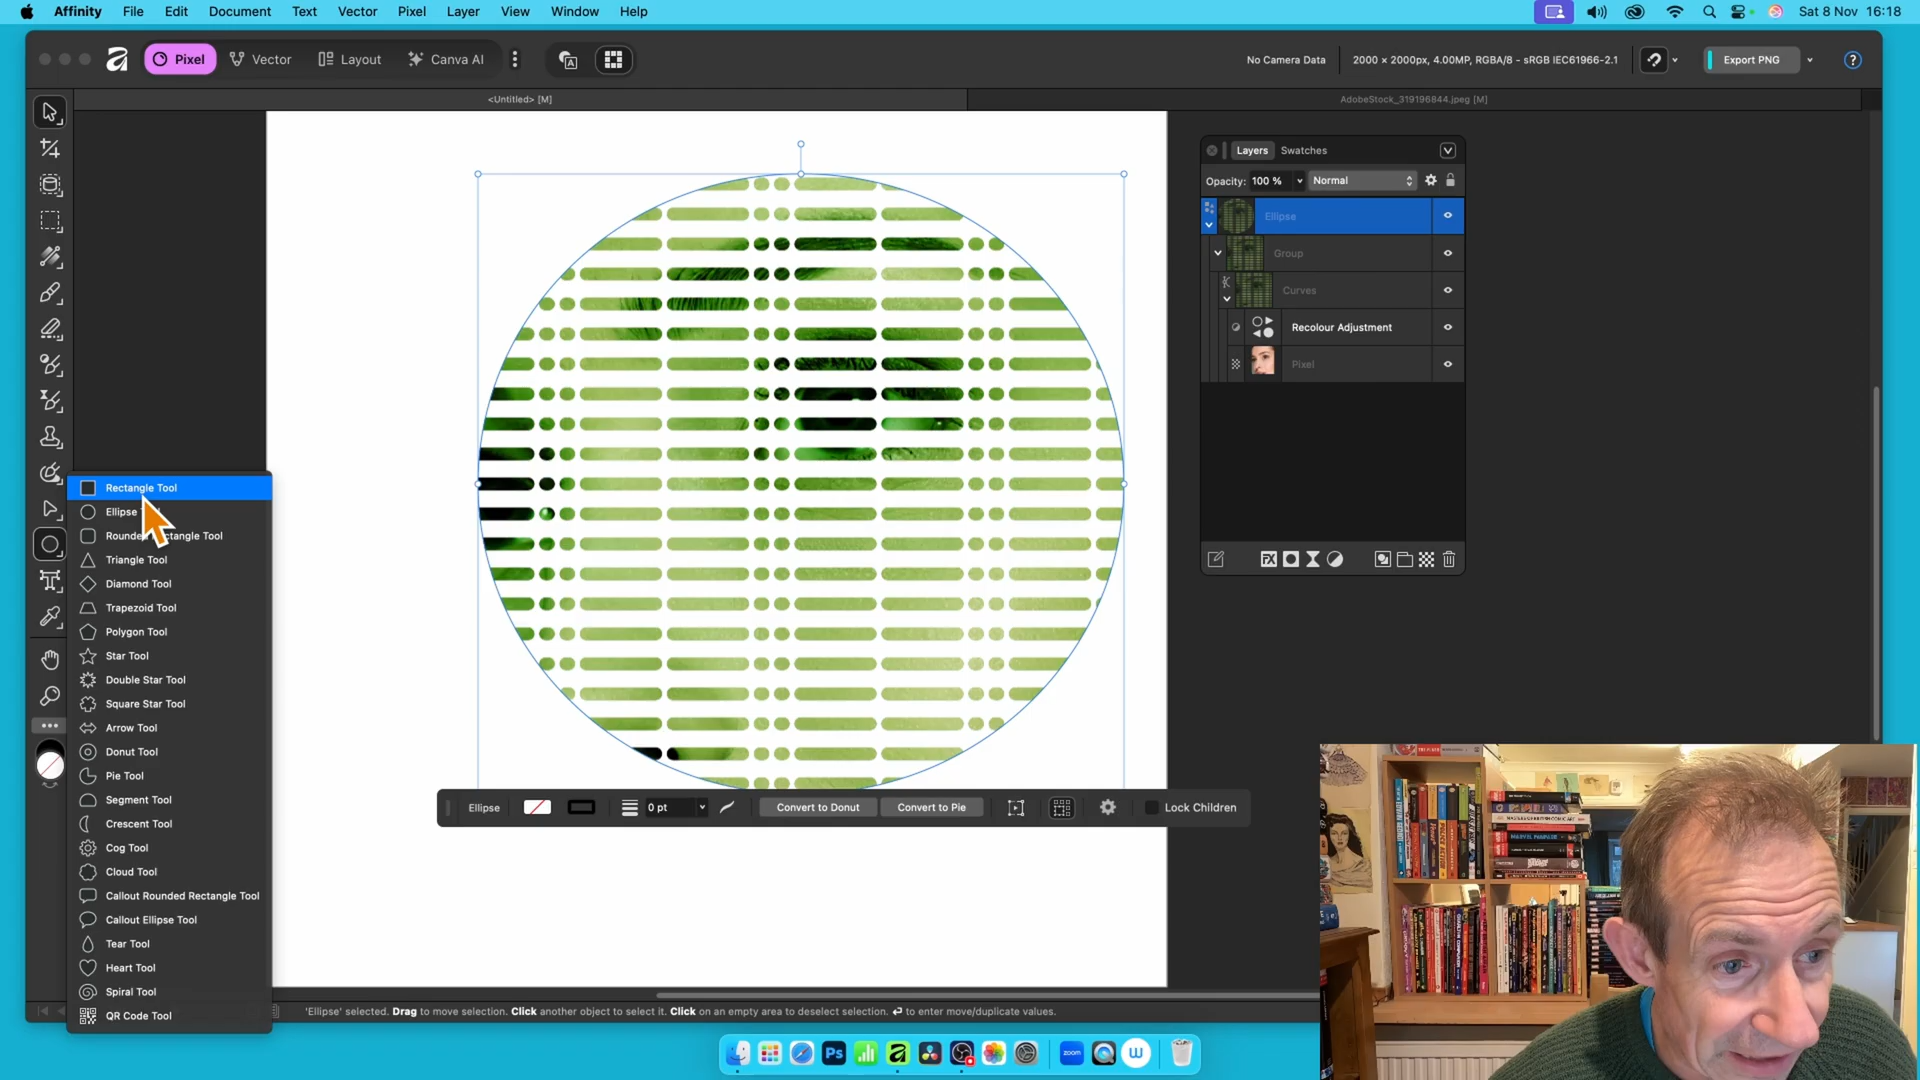 Affinity File Edit Document Text Vector Pixel Layer View Window Help Sat 8 Nov 16:18
Pixel Vector Layout Canva AI No Camera Data 2000 × 2000px, 4.00MP, RGBA/8 - sRGB IEC61966-2.1 Export PNG ?
<Untitled> [M] AdobeStock_319196844.jpeg [M]
Layers Swatches
Opacity: 100 % Normal
Ellipse
Group
Curves
Recolour Adjustment
Pixel
FX
Rectangle Tool
Ellipse
Rounded Rectangle Tool
Triangle Tool
Diamond Tool
Trapezoid Tool
Polygon Tool
Star Tool
Double Star Tool
Square Star Tool
Arrow Tool
Donut Tool
Pie Tool
Segment Tool
Crescent Tool
Cog Tool
Cloud Tool
Callout Rounded Rectangle Tool
Callout Ellipse Tool
Tear Tool
Heart Tool
Spiral Tool
QR Code Tool
Ellipse 0 pt Convert to Donut Convert to Pie Lock Children
'Ellipse' selected. Drag to move selection. Click another object to select it. Click on an empty area to deselect selection. ↵ to enter move/duplicate values.
Ps zoom W